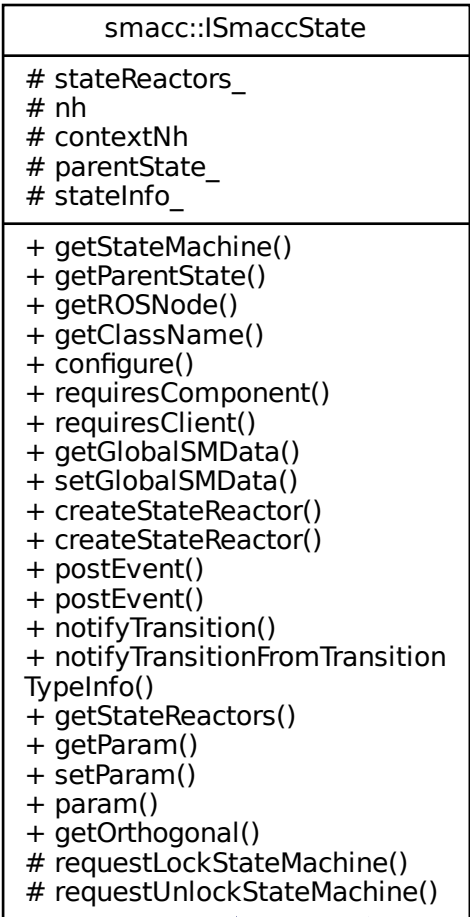 smacc::ISmaccState
# stateReactors_
# nh
# contextNh
# parentState_
# stateInfo_
+ getStateMachine()
+ getParentState()
+ getROSNode()
+ getClassName()
+ configure()
+ requiresComponent()
+ requiresClient()
+ getGlobalSMData()
+ setGlobalSMData()
+ createStateReactor()
+ createStateReactor()
+ postEvent()
+ postEvent()
+ notifyTransition()
+ notifyTransitionFromTransition
TypeInfo()
+ getStateReactors()
+ getParam()
+ setParam()
+ param()
+ getOrthogonal()
# requestLockStateMachine()
# requestUnlockStateMachine()